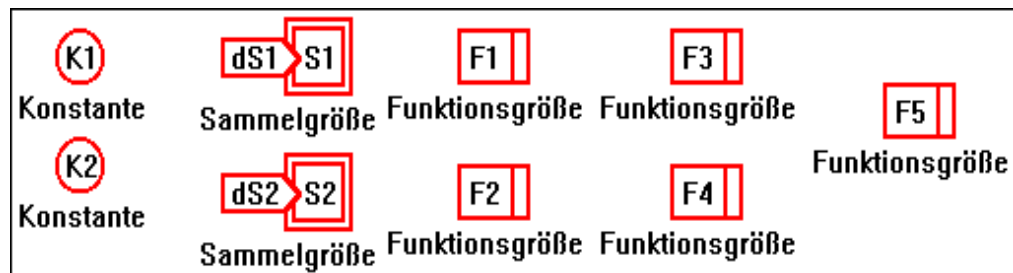 K1
Konstante
dS1 S1
Sammelgröße
F1
Funktionsgröße
F3
Funktionsgröße
F5
Funktionsgröße
K2
Konstante
dS2 S2
Sammelgröße
F2
Funktionsgröße
F4
Funktionsgröße